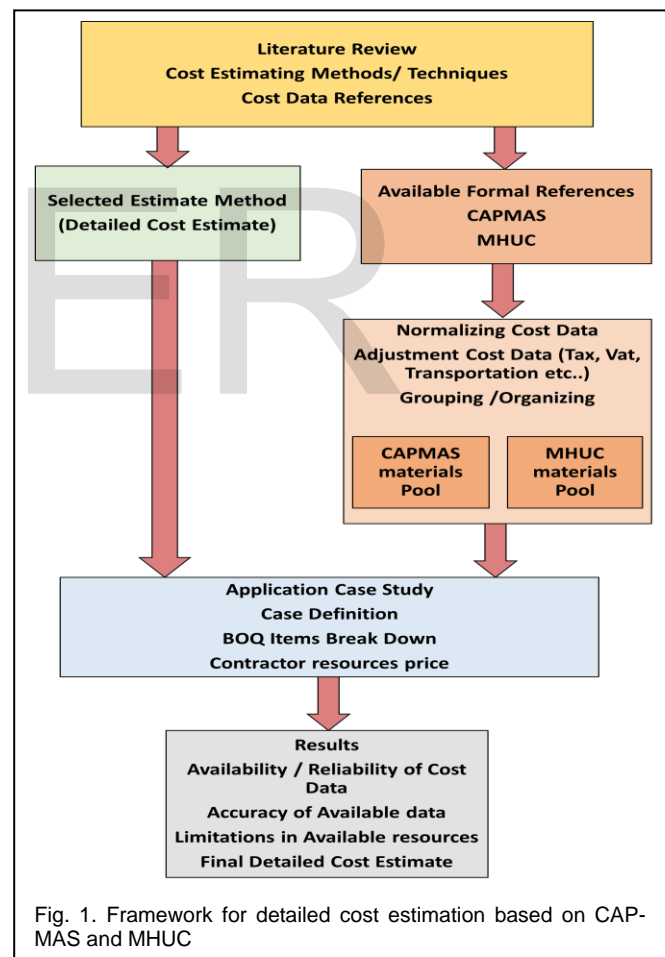 Literature Review
Cost Estimating Methods/ Techniques
Cost Data References
Selected Estimate Method
(Detailed Cost Estimate)
Available Formal References
CAPMAS
MHUC
Normalizing Cost Data
Adjustment Cost Data (Tax, Vat,
Transportation etc..)
Grouping /Organizing
CAPMAS
materials
Pool
MHUC
materials
Pool
ER
Application Case Study
Case Definition
BOQ Items Break Down
Contractor resources price
Results
Availability / Reliability of Cost
Data
Accuracy of Available data
Limitations in Available resources
Final Detailed Cost Estimate
Fig. 1. Framework for detailed cost estimation based on CAP-
MAS and MHUC